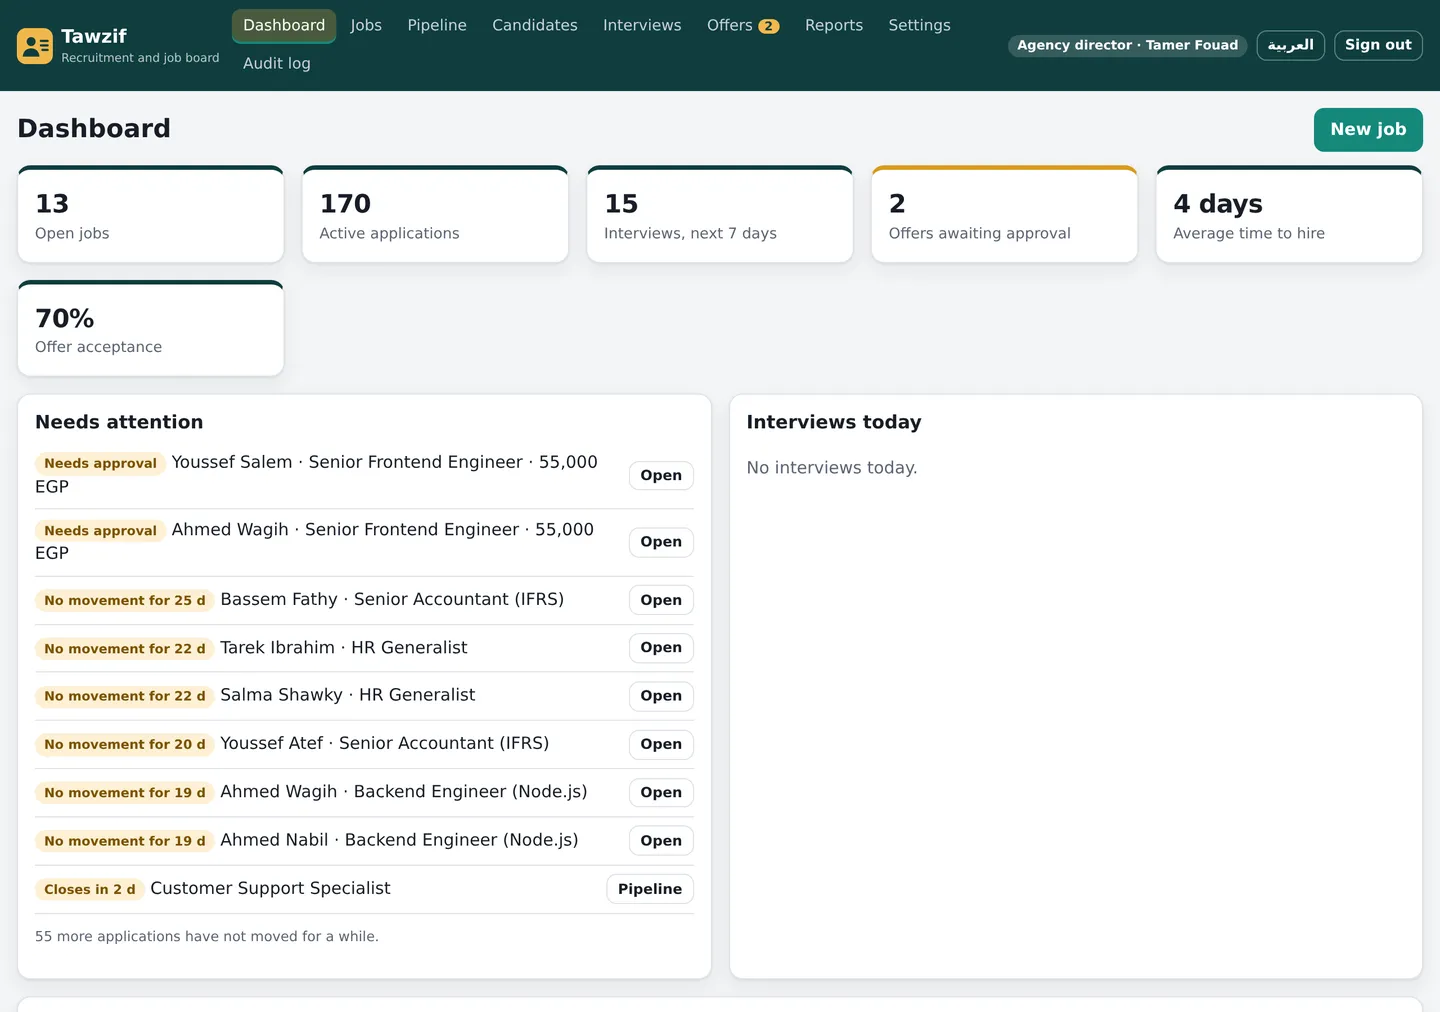 Tawzif
Recruitment and job board
Dashboard
Jobs
Pipeline
Candidates
Interviews
Offers 2
Reports
Settings
Audit log
Agency director · Tamer Fouad
العربية
Sign out
Dashboard
New job
13
Open jobs
170
Active applications
15
Interviews, next 7 days
2
Offers awaiting approval
4 days
Average time to hire
70%
Offer acceptance
Needs attention
Needs approval Youssef Salem · Senior Frontend Engineer · 55,000
EGP
Open
Needs approval Ahmed Wagih · Senior Frontend Engineer · 55,000
EGP
Open
No movement for 25 d Bassem Fathy · Senior Accountant (IFRS)
Open
No movement for 22 d Tarek Ibrahim · HR Generalist
Open
No movement for 22 d Salma Shawky · HR Generalist
Open
No movement for 20 d Youssef Atef · Senior Accountant (IFRS)
Open
No movement for 19 d Ahmed Wagih · Backend Engineer (Node.js)
Open
No movement for 19 d Ahmed Nabil · Backend Engineer (Node.js)
Open
Closes in 2 d Customer Support Specialist
Pipeline
55 more applications have not moved for a while.
Interviews today
No interviews today.